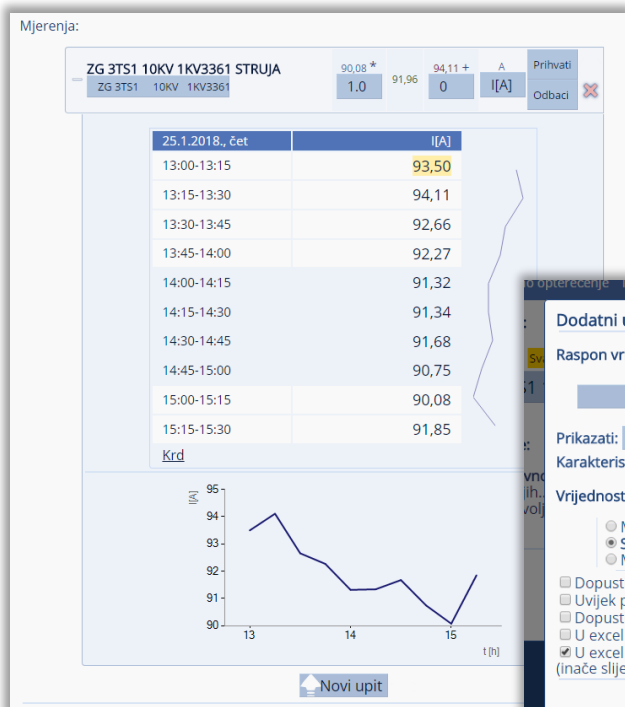 Mjerenja:
ZG 3TS1 10KV 1KV3361 STRUJA
ZG 3TS1 10KV 1KV3361
90,08 *
1.0
91,96
94,11 +
0
A
I[A]
Prihvati
Odbaci
25.1.2018., čet I[A]
13:00-13:15 93,50
13:15-13:30 94,11
13:30-13:45 92,66
13:45-14:00 92,27
14:00-14:15 91,32
14:15-14:30 91,34
14:30-14:45 91,68
14:45-15:00 90,75
15:00-15:15 90,08
15:15-15:30 91,85
Krd
I[A]
95
94
93
92
91
90
13 14 15
t [h]
Novi upit
opterećenje
Dodatni u
Raspon vr
Prikazati:
Karakteris
Vrijednost
Dopust
Uvijek p
Dopust
U excel
U excel
(inače slije